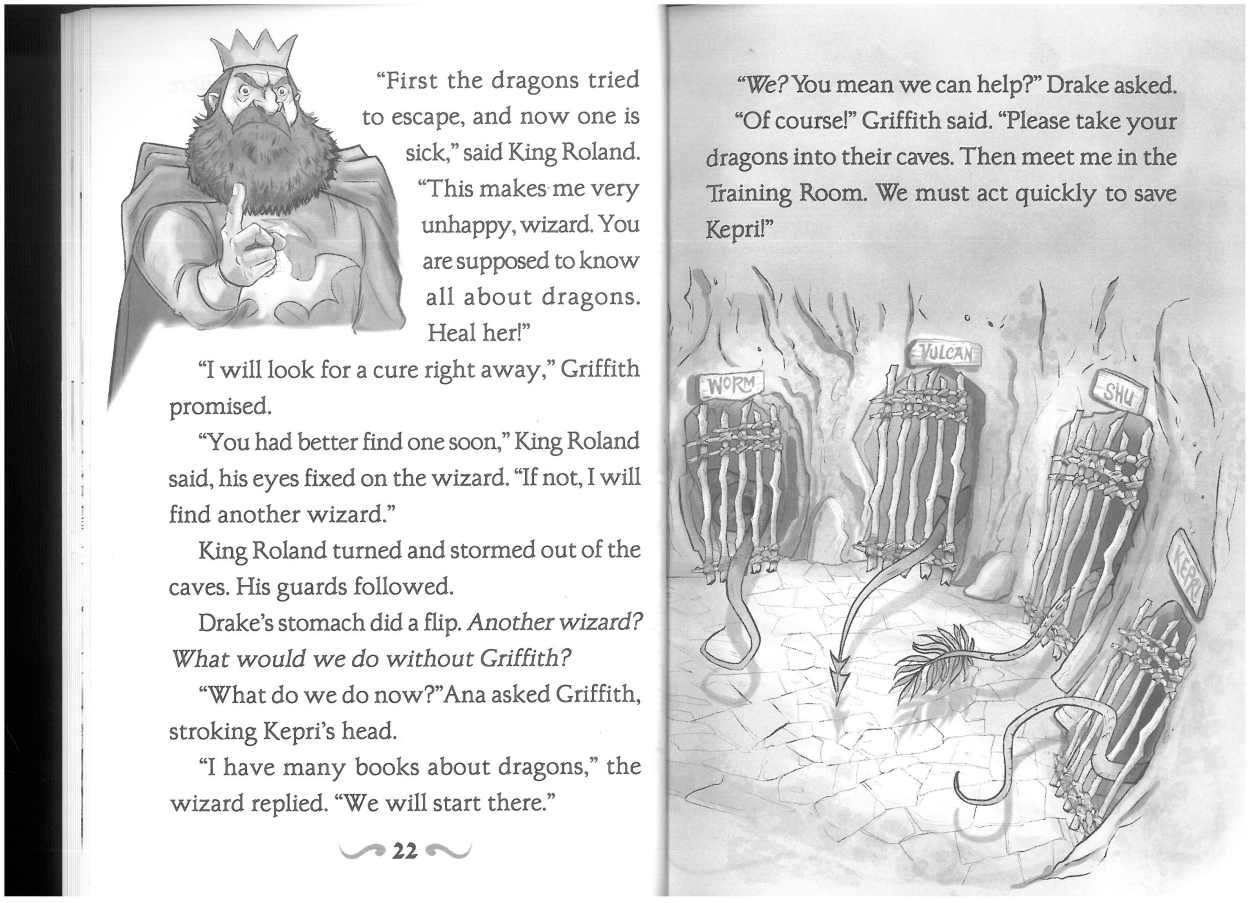 “First the dragons tried
to escape, and now one is
sick,” said King Roland.
“This makes me very
unhappy, wizard. You
are supposed to know
all about dragons.
Heal her!”
“I will look for a cure right away,” Griffith
promised.
“You had better find one soon,” King Roland
said, his eyes fixed on the wizard. “If not, I will
find another wizard.”
King Roland turned and stormed out of the
caves. His guards followed.
Drake’s stomach did a flip. Another wizard?
What would we do without Griffith?
“What do we do now?” Ana asked Griffith,
stroking Kepri’s head.
“I have many books about dragons,” the
wizard replied. “We will start there.”
22
“We? You mean we can help?” Drake asked.
“Of course!” Griffith said. “Please take your
dragons into their caves. Then meet me in the
Training Room. We must act quickly to save
Kepri!”
WORM
VULCAN
SHU
KEPRI